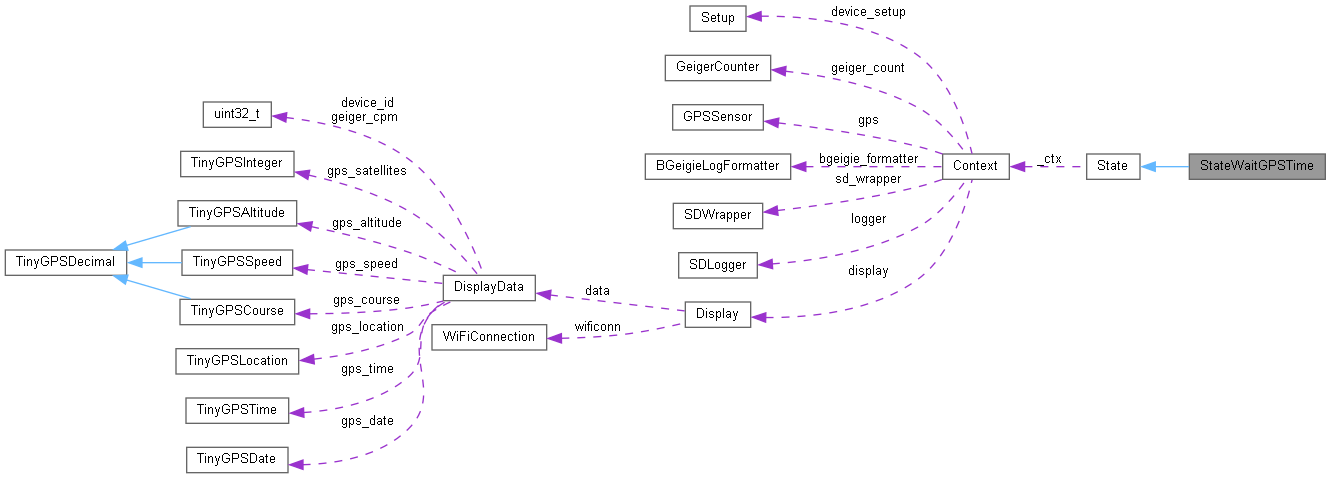 Setup
device_setup
GeigerCounter
geiger_count
GPSSensor
gps
BGeigieLogFormatter
bgeigie_formatter
Context
_ctx
State
StateWaitGPSTime
sd_wrapper
SDWrapper
logger
SDLogger
display
Display
data
wificonn
WiFiConnection
DisplayData
device_id
geiger_cpm
uint32_t
TinyGPSInteger
gps_satellites
TinyGPSAltitude
gps_altitude
TinyGPSDecimal
TinyGPSSpeed
gps_speed
TinyGPSCourse
gps_course
TinyGPSLocation
gps_location
TinyGPSTime
gps_time
TinyGPSDate
gps_date